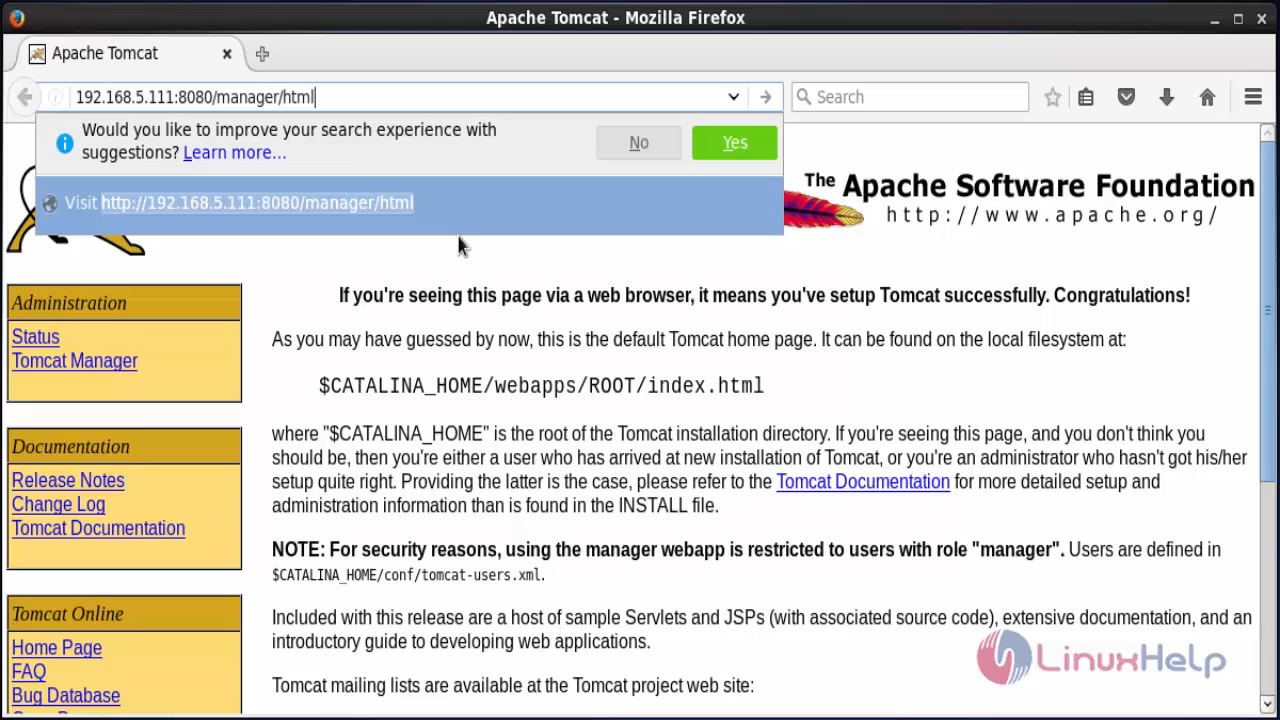 Apache Tomcat - Mozilla Firefox
Apache Tomcat
192.168.5.111:8080/manager/html
Search
Would you like to improve your search experience with
suggestions? Learn more...
No
Yes
Visit http://192.168.5.111:8080/manager/html
The Apache Software Foundation
http://www.apache.org/
Administration
Status
Tomcat Manager
Documentation
Release Notes
Change Log
Tomcat Documentation
Tomcat Online
Home Page
FAQ
Bug Database
If you're seeing this page via a web browser, it means you've setup Tomcat successfully. Congratulations!
As you may have guessed by now, this is the default Tomcat home page. It can be found on the local filesystem at:
$CATALINA_HOME/webapps/ROOT/index.html
where "$CATALINA_HOME" is the root of the Tomcat installation directory. If you're seeing this page, and you don't think you
should be, then you're either a user who has arrived at new installation of Tomcat, or you're an administrator who hasn't got his/her
setup quite right. Providing the latter is the case, please refer to the Tomcat Documentation for more detailed setup and
administration information than is found in the INSTALL file.
NOTE: For security reasons, using the manager webapp is restricted to users with role "manager". Users are defined in
$CATALINA_HOME/conf/tomcat-users.xml.
Included with this release are a host of sample Servlets and JSPs (with associated source code), extensive documentation, and an
introductory guide to developing web applications.
Tomcat mailing lists are available at the Tomcat project web site:
LinuxHelp